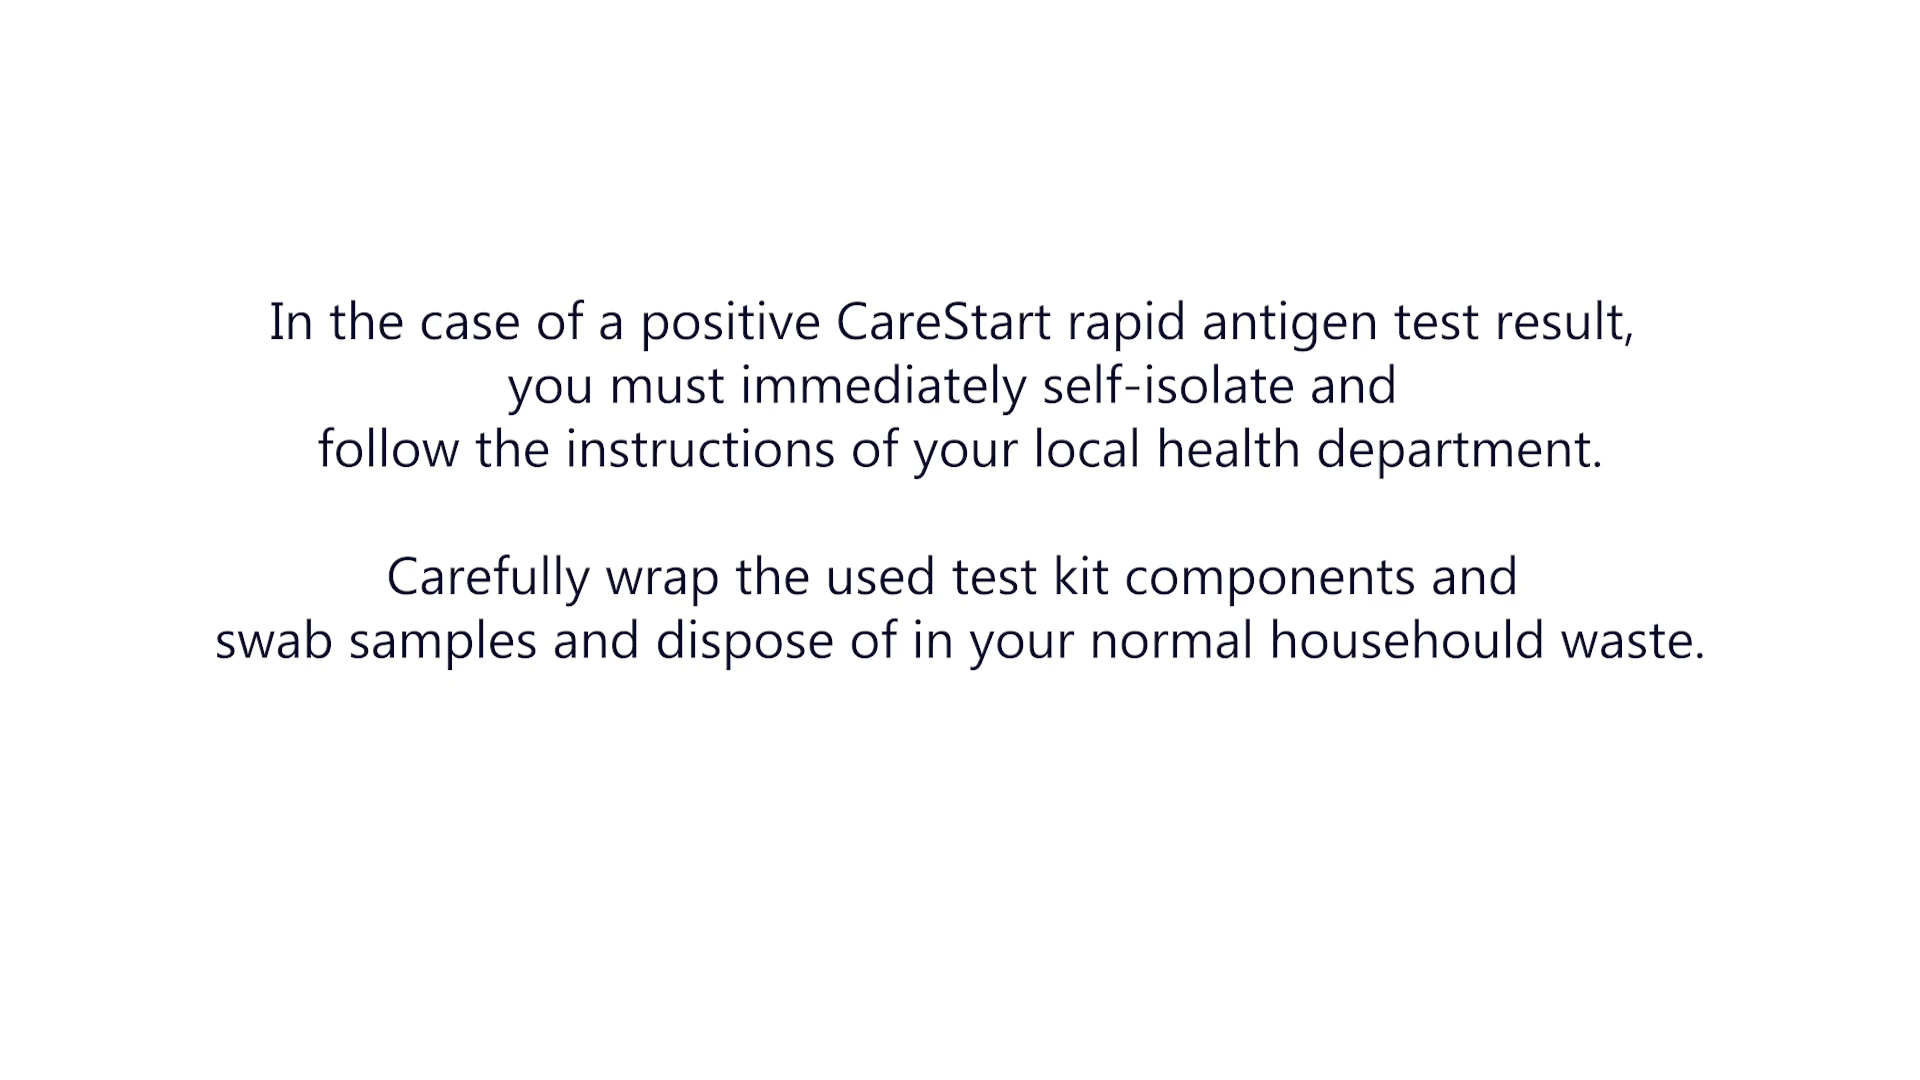 In the case of a positive CareStart rapid antigen test result,
you must immediately self-isolate and
follow the instructions of your local health department.
Carefully wrap the used test kit components and
swab samples and dispose of in your normal househould waste.